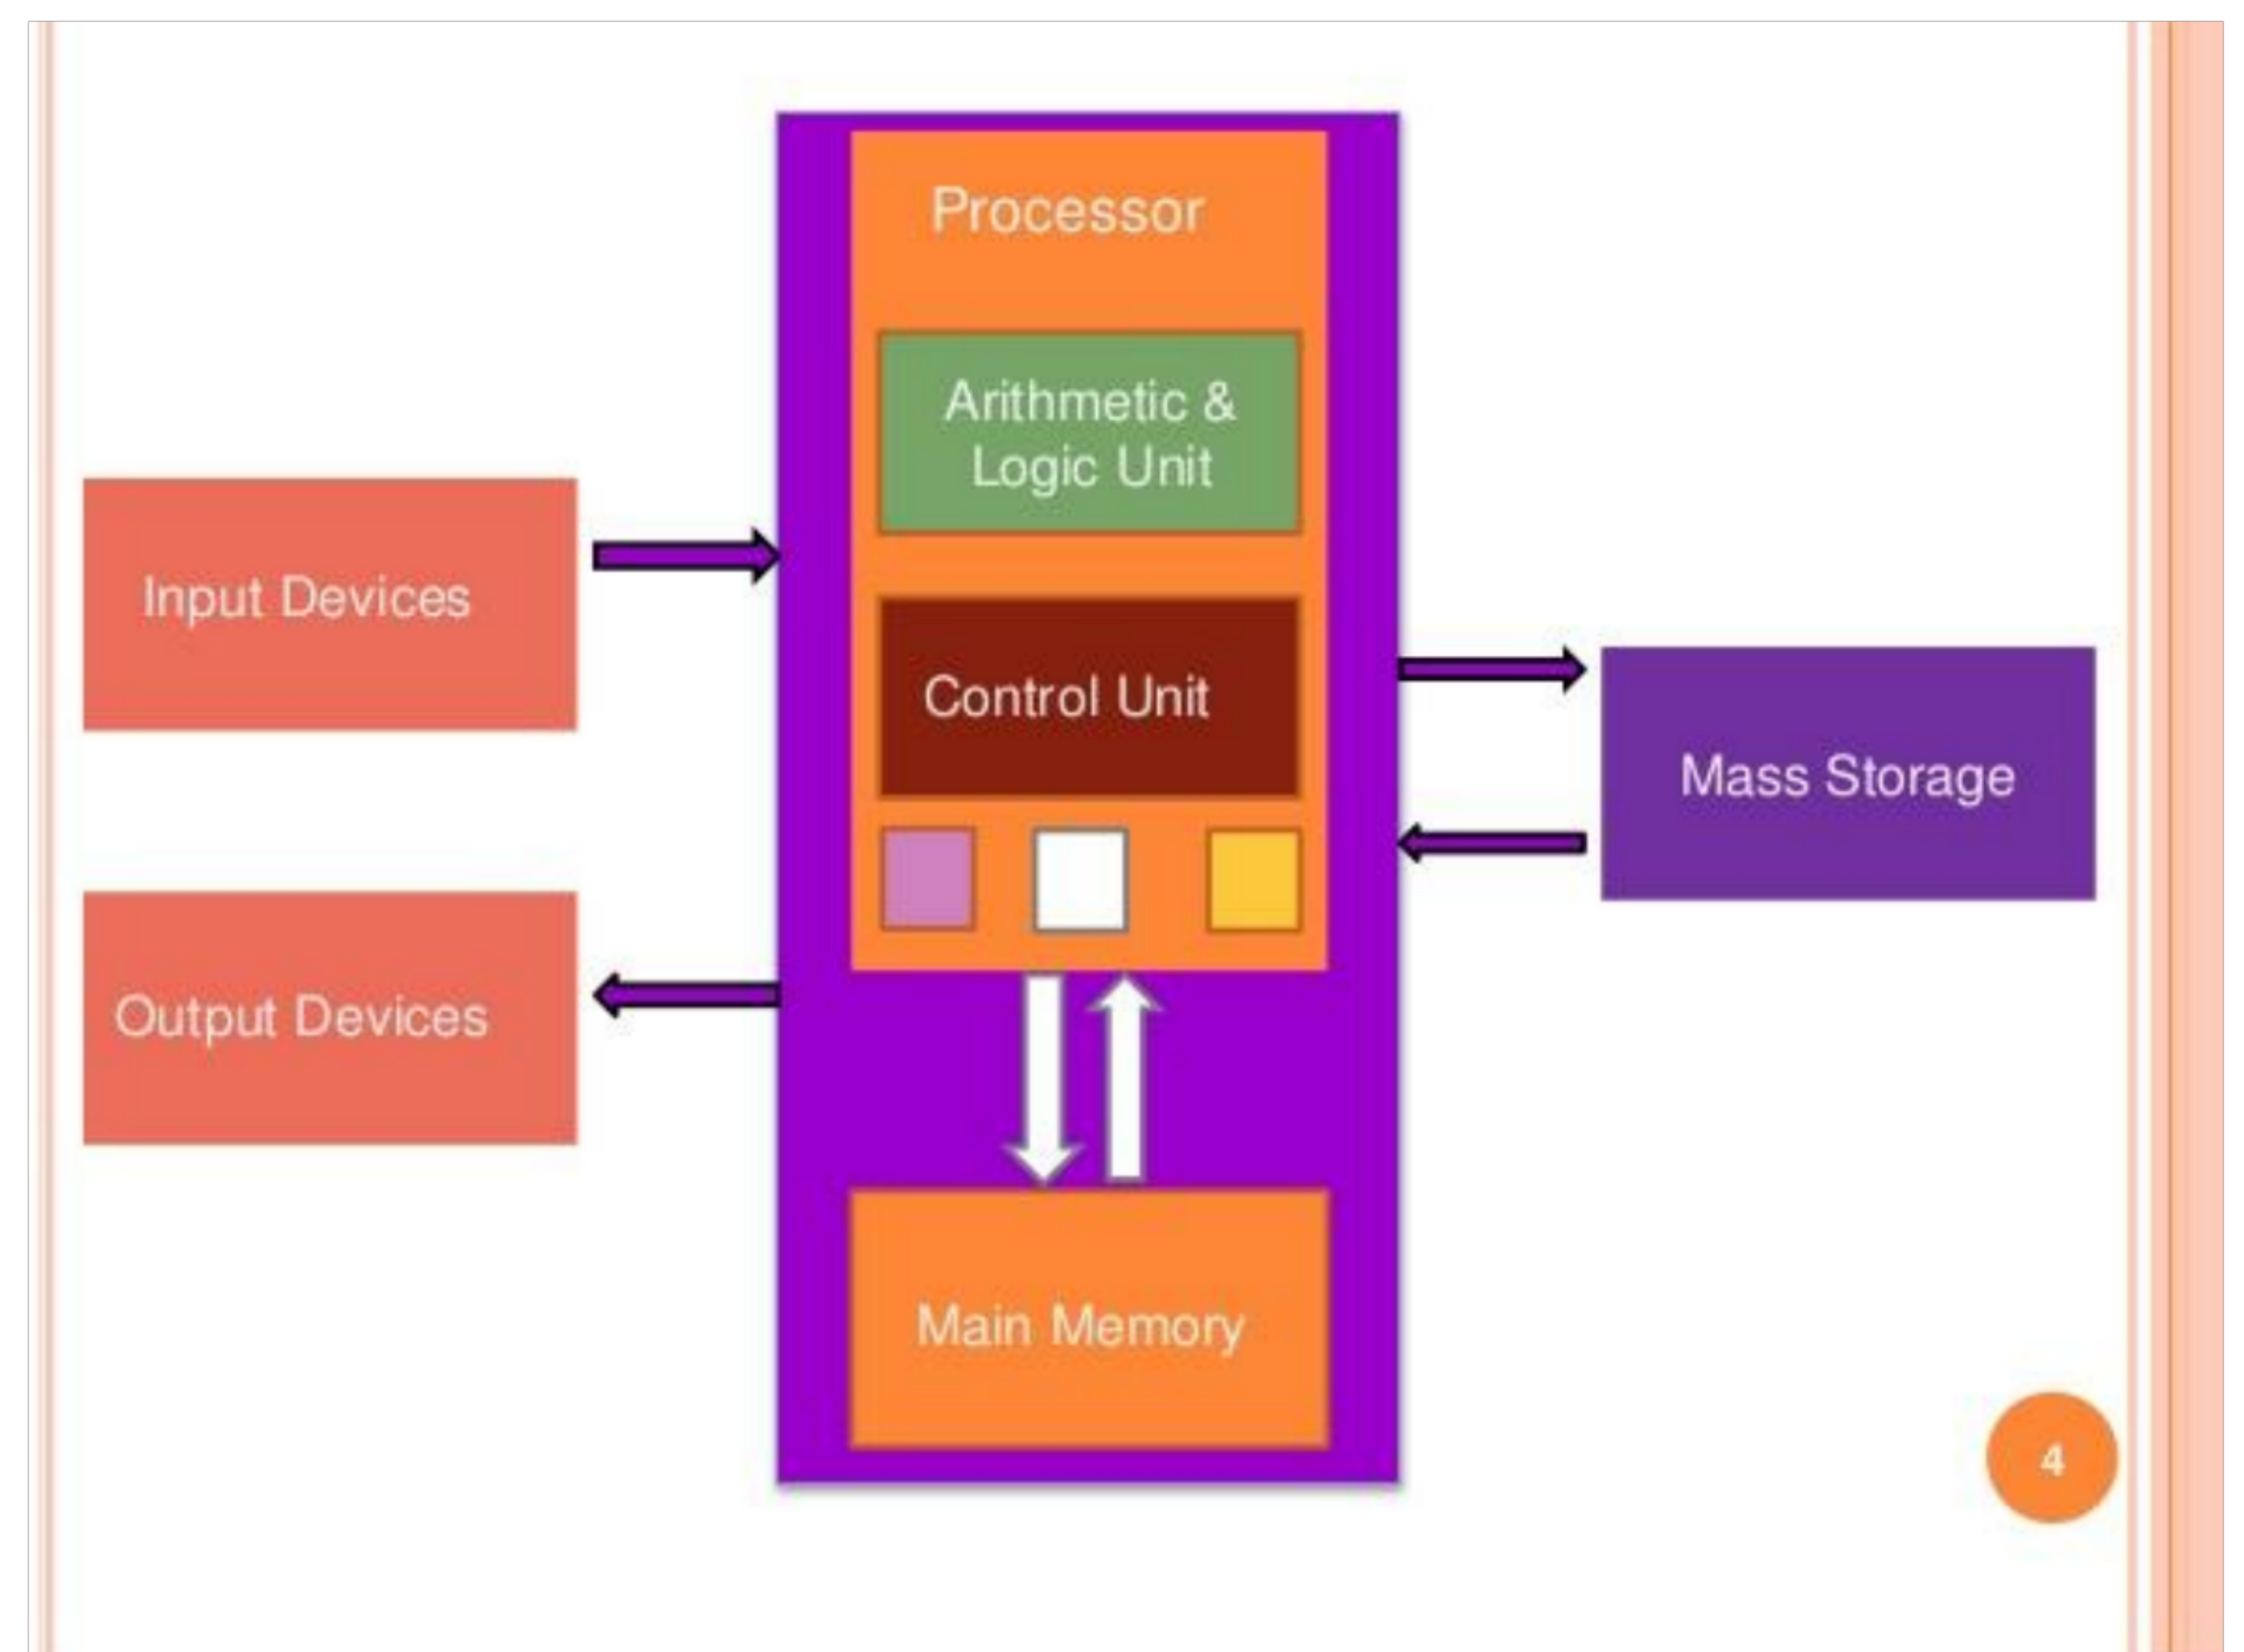 Processor
Arithmetic &
Logic Unit
Input Devices
Control Unit
Mass Storage
Output Devices
Main Memory
4